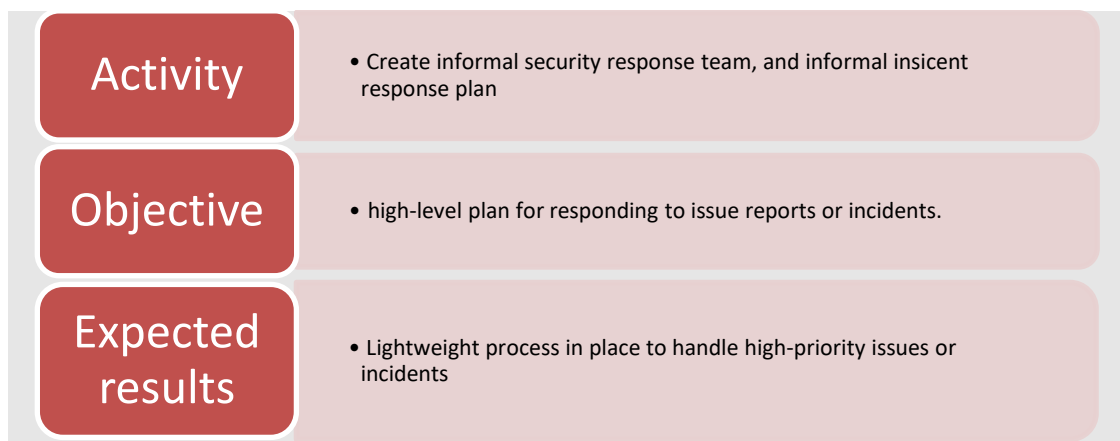 Activity
• Create informal security response team, and informal insicent
response plan
Objective
• high-level plan for responding to issue reports or incidents.
Expected
results
• Lightweight process in place to handle high-priority issues or
incidents